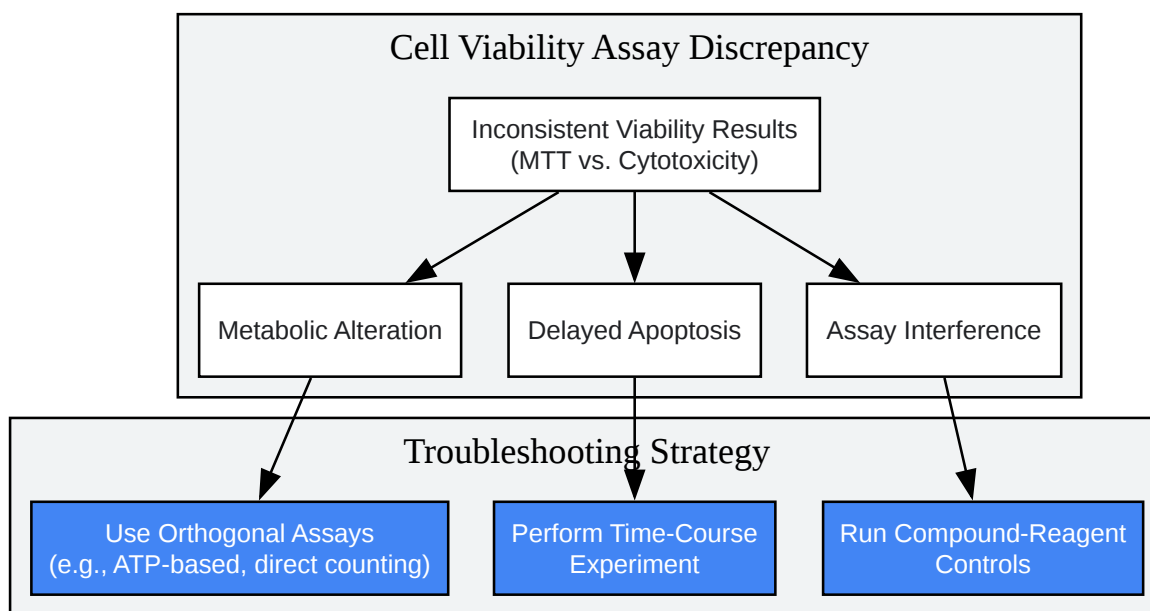 Cell Viability Assay Discrepancy
Inconsistent Viability Results
(MTT vs. Cytotoxicity)
Metabolic Alteration
Delayed Apoptosis
Assay Interference
Troubleshooting Strategy
Use Orthogonal Assays
(e.g., ATP-based, direct counting)
Perform Time-Course
Experiment
Run Compound-Reagent
Controls